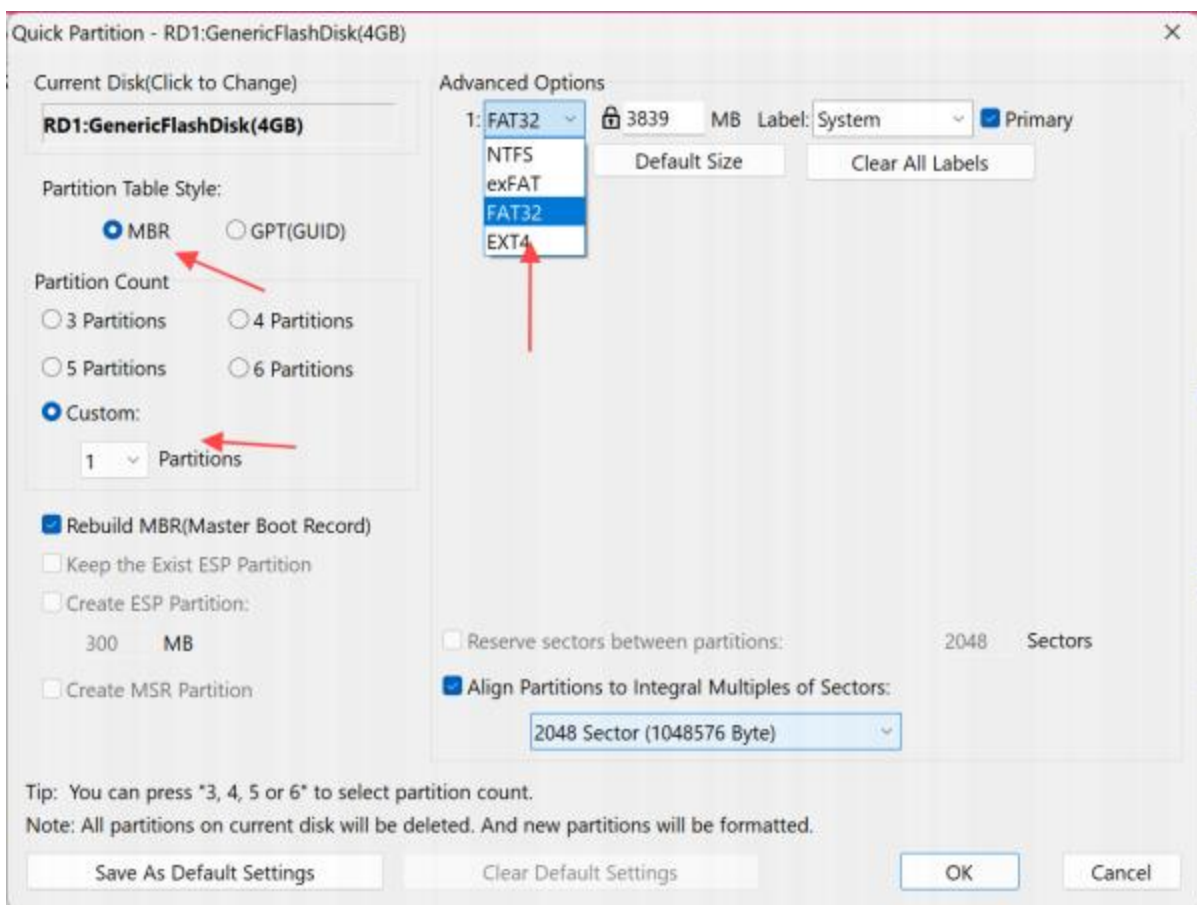 Quick Partition - RD1:GenericFlashDisk(4GB)
Current Disk(Click to Change)
RD1:GenericFlashDisk(4GB)
Partition Table Style:
MBR GPT(GUID)
Partition Count
3 Partitions 4 Partitions
5 Partitions 6 Partitions
Custom:
1 Partitions
Rebuild MBR(Master Boot Record)
Keep the Exist ESP Partition
Create ESP Partition:
300 MB
Create MSR Partition
Advanced Options
1: FAT32 3839 MB Label: System Primary
NTFS
exFAT
FAT32
EXT4
Default Size Clear All Labels
Reserve sectors between partitions: 2048 Sectors
Align Partitions to Integral Multiples of Sectors:
2048 Sector (1048576 Byte)
Tip: You can press "3, 4, 5 or 6" to select partition count.
Note: All partitions on current disk will be deleted. And new partitions will be formatted.
Save As Default Settings Clear Default Settings OK Cancel